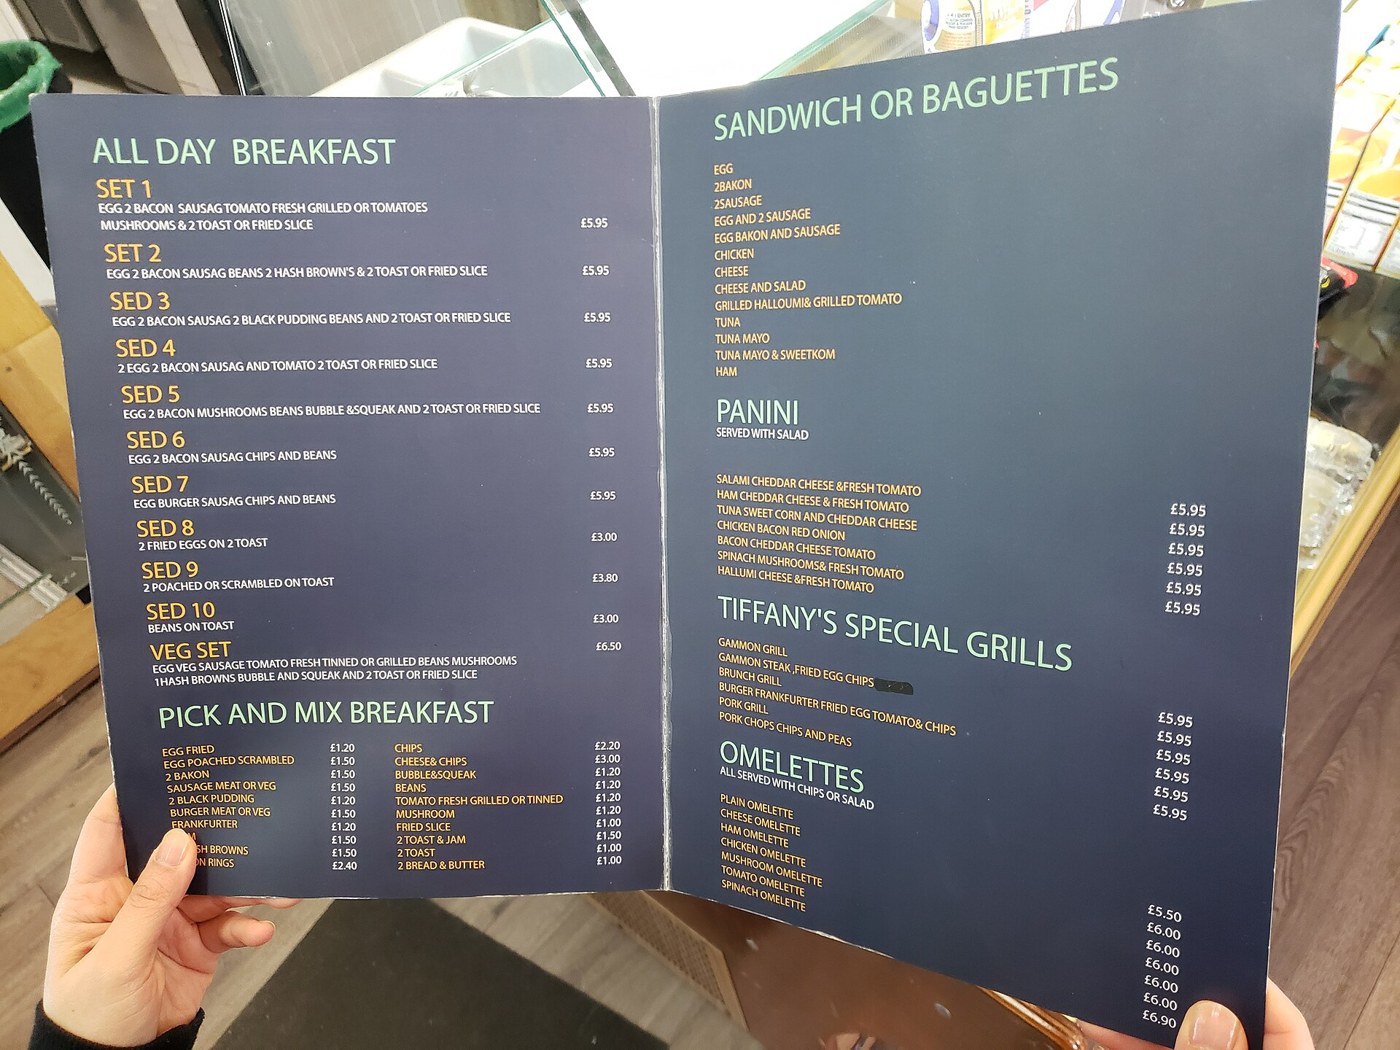 ALL DAY BREAKFAST
SET 1
EGG 2 BACON SAUSAG TOMATO FRESH GRILLED OR TOMATOES
MUSHROOMS & 2 TOAST OR FRIED SLICE £5.95
SET 2
EGG 2 BACON SAUSAG BEANS 2 HASH BROWN'S & 2 TOAST OR FRIED SLICE £5.95
SED 3
EGG 2 BACON SAUSAG 2 BLACK PUDDING BEANS AND 2 TOAST OR FRIED SLICE £5.95
SED 4
2 EGG 2 BACON SAUSAG AND TOMATO 2 TOAST OR FRIED SLICE £5.95
SED 5
EGG 2 BACON MUSHROOMS BEANS BUBBLE &SQUEAK AND 2 TOAST OR FRIED SLICE £5.95
SED 6
EGG 2 BACON SAUSAG CHIPS AND BEANS £5.95
SED 7
EGG BURGER SAUSAG CHIPS AND BEANS £5.95
SED 8
2 FRIED EGGS ON 2 TOAST £3.00
SED 9
2 POACHED OR SCRAMBLED ON TOAST £3.80
SED 10
BEANS ON TOAST £3.00
VEG SET £6.50
EGG VEG SAUSAGE TOMATO FRESH TINNED OR GRILLED BEANS MUSHROOMS
1HASH BROWNS BUBBLE AND SQUEAK AND 2 TOAST OR FRIED SLICE
PICK AND MIX BREAKFAST
EGG FRIED £1.20
EGG POACHED SCRAMBLED £1.50
2 BAKON £1.50
SAUSAGE MEAT OR VEG £1.50
2 BLACK PUDDING £1.20
BURGER MEAT OR VEG £1.50
FRANKFURTER £1.20
£1.50
BROWNS £1.50
RINGS £2.40
CHIPS £2.20
CHEESE& CHIPS £3.00
BUBBLE&SQUEAK £1.20
BEANS £1.20
TOMATO FRESH GRILLED OR TINNED £1.20
MUSHROOM £1.20
FRIED SLICE £1.00
2 TOAST & JAM £1.50
2 TOAST £1.00
2 BREAD & BUTTER £1.00
SANDWICH OR BAGUETTES
EGG
2BAKON
2SAUSAGE
EGG AND 2 SAUSAGE
EGG BAKON AND SAUSAGE
CHICKEN
CHEESE
CHEESE AND SALAD
GRILLED HALLOUMI& GRILLED TOMATO
TUNA
TUNA MAYO
TUNA MAYO & SWEETKOM
HAM
PANINI
SERVED WITH SALAD
SALAMI CHEDDAR CHEESE &FRESH TOMATO
HAM CHEDDAR CHEESE & FRESH TOMATO
TUNA SWEET CORN AND CHEDDAR CHEESE
CHICKEN BACON RED ONION
BACON CHEDDAR CHEESE TOMATO
SPINACH MUSHROOMS& FRESH TOMATO
HALLUMI CHEESE &FRESH TOMATO
£5.95
£5.95
£5.95
£5.95
£5.95
£5.95
TIFFANY'S SPECIAL GRILLS
GAMMON GRILL
GAMMON STEAK ,FRIED EGG CHIPS
BRUNCH GRILL
BURGER FRANKFURTER FRIED EGG TOMATO& CHIPS
PORK GRILL
PORK CHOPS CHIPS AND PEAS
£5.95
£5.95
£5.95
£5.95
£5.95
£5.95
OMELETTES
ALL SERVED WITH CHIPS OR SALAD
PLAIN OMELETTE
CHEESE OMELETTE
HAM OMELETTE
CHICKEN OMELETTE
MUSHROOM OMELETTE
TOMATO OMELETTE
SPINACH OMELETTE
£5.50
£6.00
£6.00
£6.00
£6.00
£6.00
£6.90